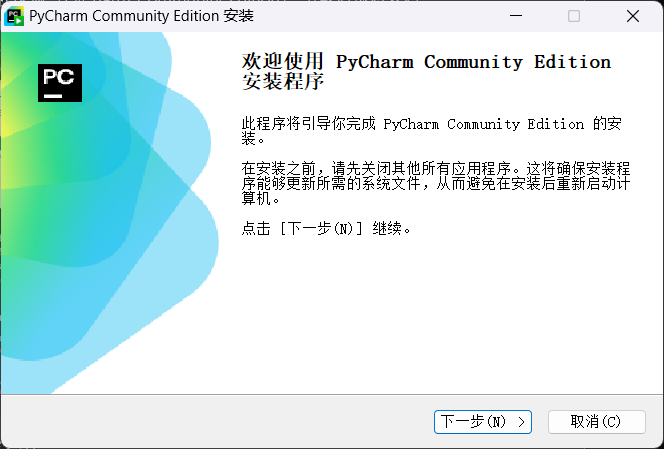 PyCharm Community Edition 安装
PC
欢迎使用 PyCharm Community Edition
安装程序
此程序将引导你完成 PyCharm Community Edition 的安
装。
在安装之前，请先关闭其他所有应用程序。这将确保安装程
序能够更新所需的系统文件，从而避免在安装后重新启动计
算机。
点击 [下一步(N)] 继续。
下一步(N) >
取消(C)